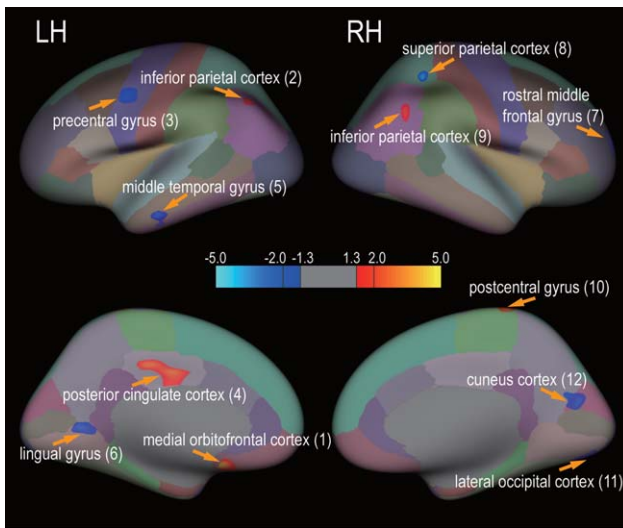 LH
RH
superior parietal cortex (8)
inferior parietal cortex (2)
rostral middle
frontal gyrus (7)
precentral gyrus (3)
inferior parietal cortex (9)
middle temporal gyrus (5)
-5.0 -2.0 -1.3 1.3 2.0 5.0
postcentral gyrus (10)
cuneus cortex (12)
posterior cingulate cortex (4)
medial orbitofrontal cortex (1)
lingual gyrus (6)
lateral occipital cortex (11)